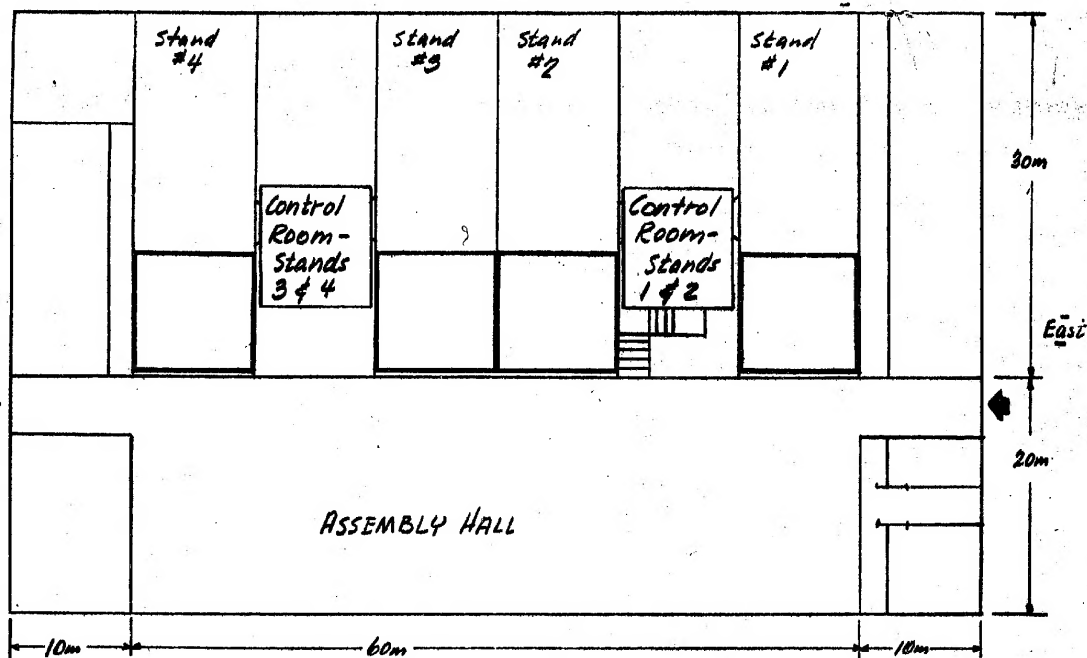 Stand
#4
Stand
#3
Stand
#2
Stand
#1
30m
Control
Room-
Stands
3 & 4
Control
Room-
Stands
1 & 2
East
20m
ASSEMBLY HALL
10m
60m
10m